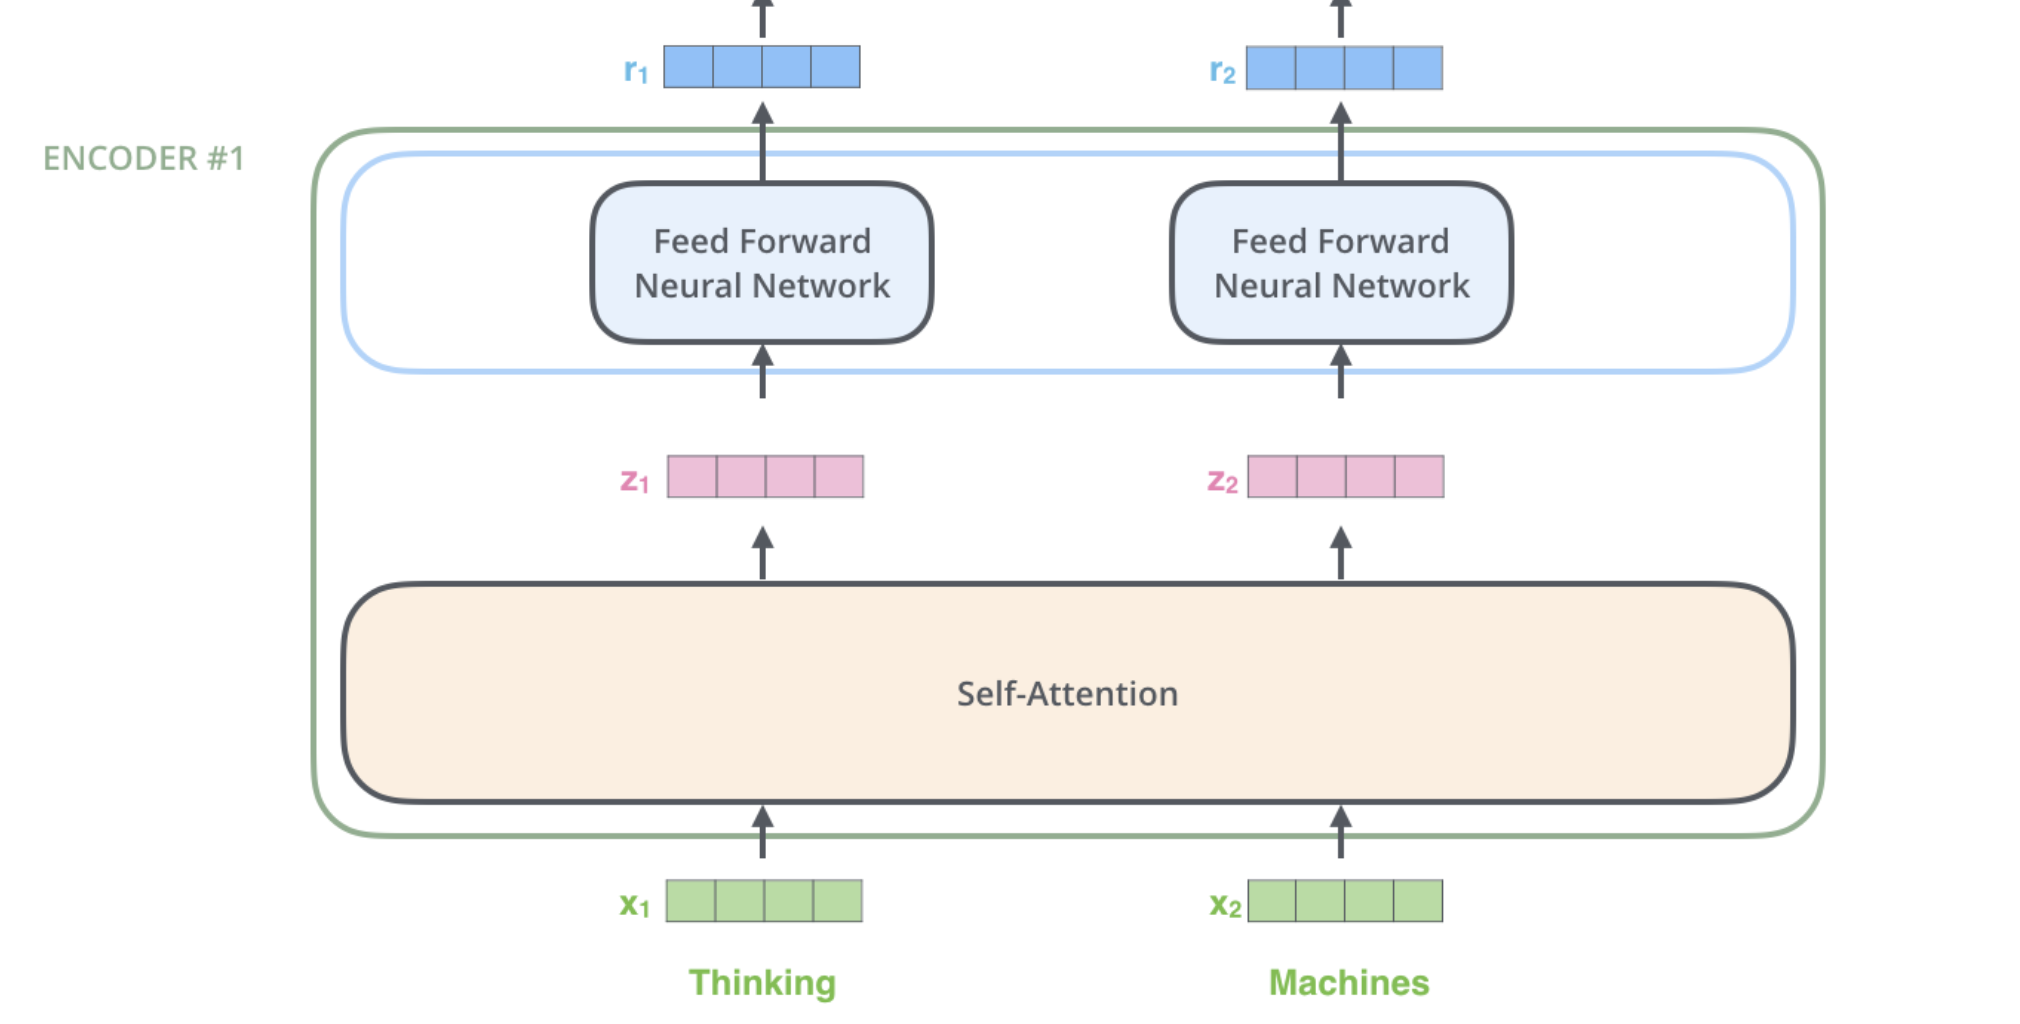 r1
r2
ENCODER #1
Feed Forward
Neural Network
Feed Forward
Neural Network
z1
z2
Self-Attention
x1
x2
Thinking
Machines